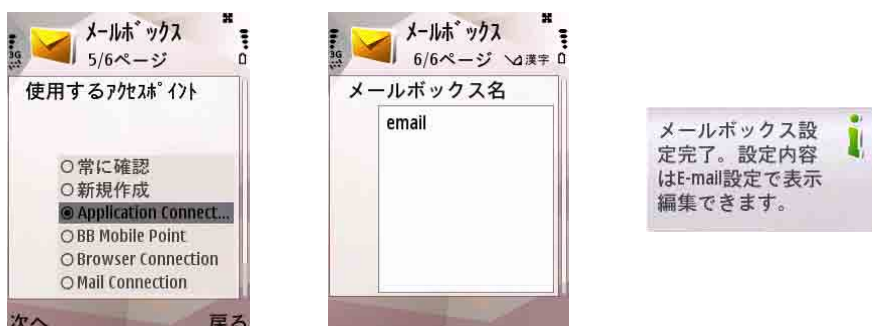 3G
メールボックス
5/6ページ
使用するアクセスポイント
常に確認
新規作成
Application Connect...
BB Mobile Point
Browser Connection
Mail Connection
次へ
戻る
3G
メールボックス
6/6ページ
漢字
メールボックス名
email
メールボックス設
定完了。設定内容
はE-mail設定で表示
編集できます。